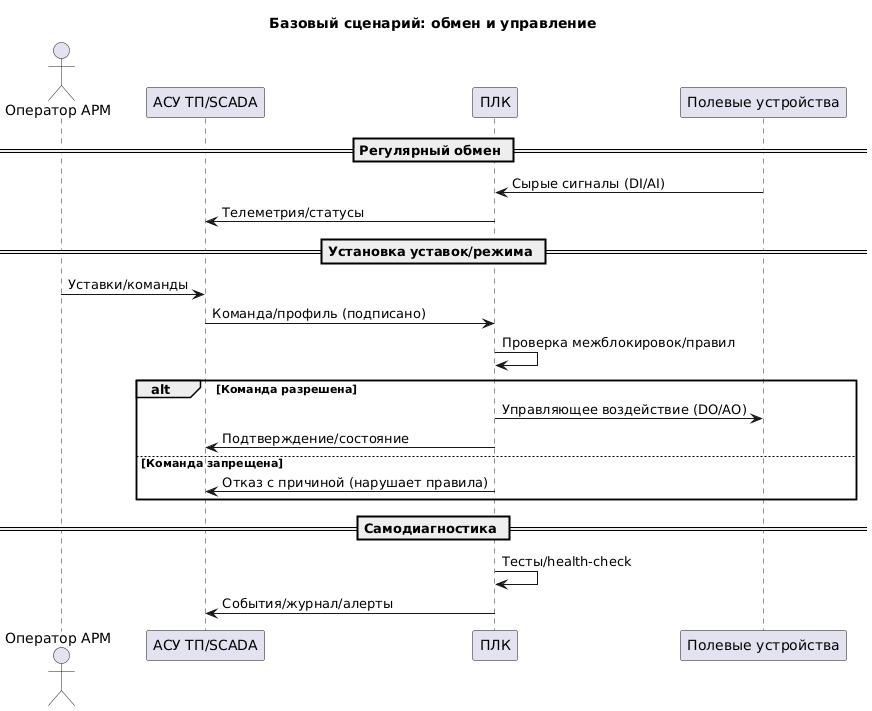 Базовый сценарий: обмен и управление
Оператор АРМ
АСУ ТП/SCADA
ПЛК
Полевые устройства
Регулярный обмен
Сырые сигналы (DI/AI)
Телеметрия/статусы
Установка уставок/режима
Уставки/команды
Команда/профиль (подписано)
Проверка межблокировок/правил
alt
[Команда разрешена]
Управляющее воздействие (DO/AO)
Подтверждение/состояние
[Команда запрещена]
Отказ с причиной (нарушает правила)
Самодиагностика
Тесты/health-check
События/журнал/алерты
Оператор АРМ
АСУ ТП/SCADA
ПЛК
Полевые устройства